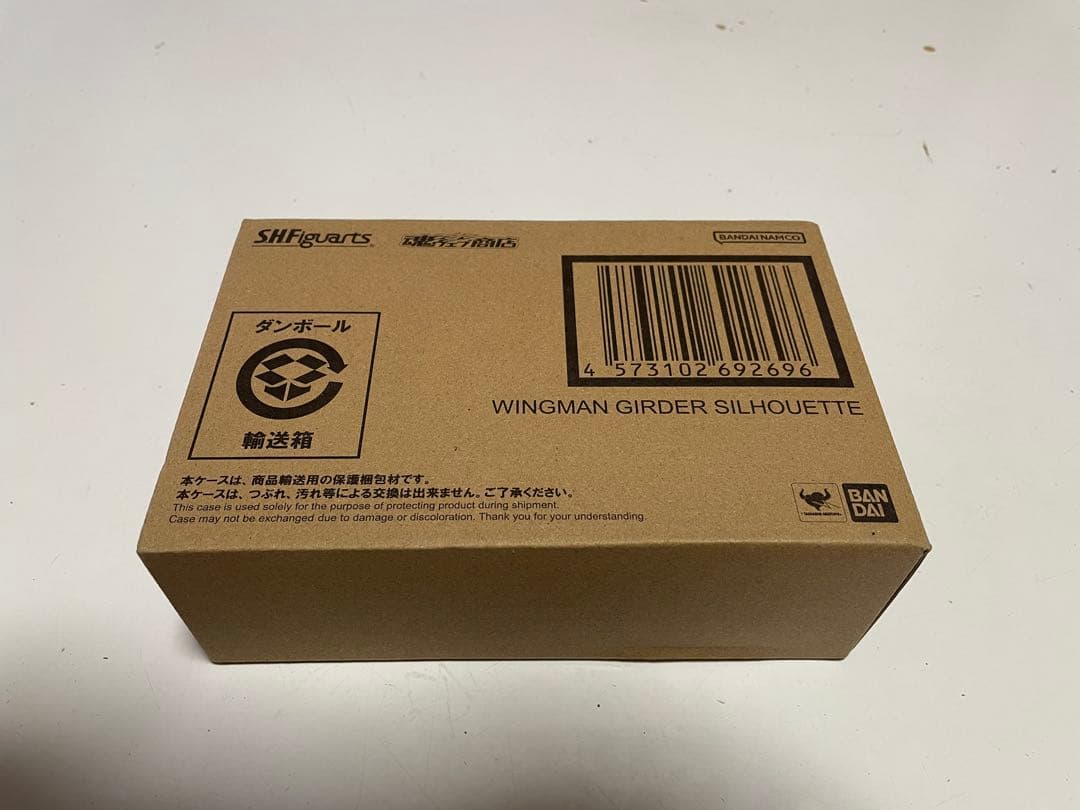 S.H.Figuarts
魂ウェブ商店
BANDAI NAMCO
4 573102 692696
WINGMAN GIRDER SILHOUETTE
ダンボール
輸送箱
本ケースは、商品輸送用の保護梱包材です。
本ケースは、つぶれ、汚れ等による交換は出来ません。ご了承ください。
This case is used solely for the purpose of protecting product during shipment.
Case may not be exchanged due to damage or discoloration. Thank you for your understanding.
BAN
DAI